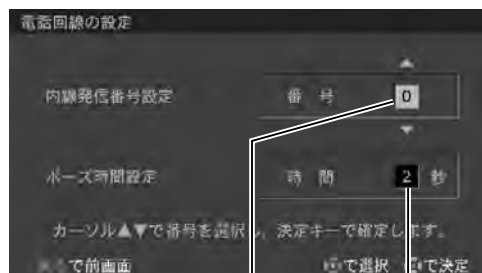 電話回線の設定
内線発信番号設定 番 号 0
ポーズ時間設定 時 間 2 秒
カーソル▲▼で番号を選択し、決定キーで確定します。
で前画面 で選択 で決定